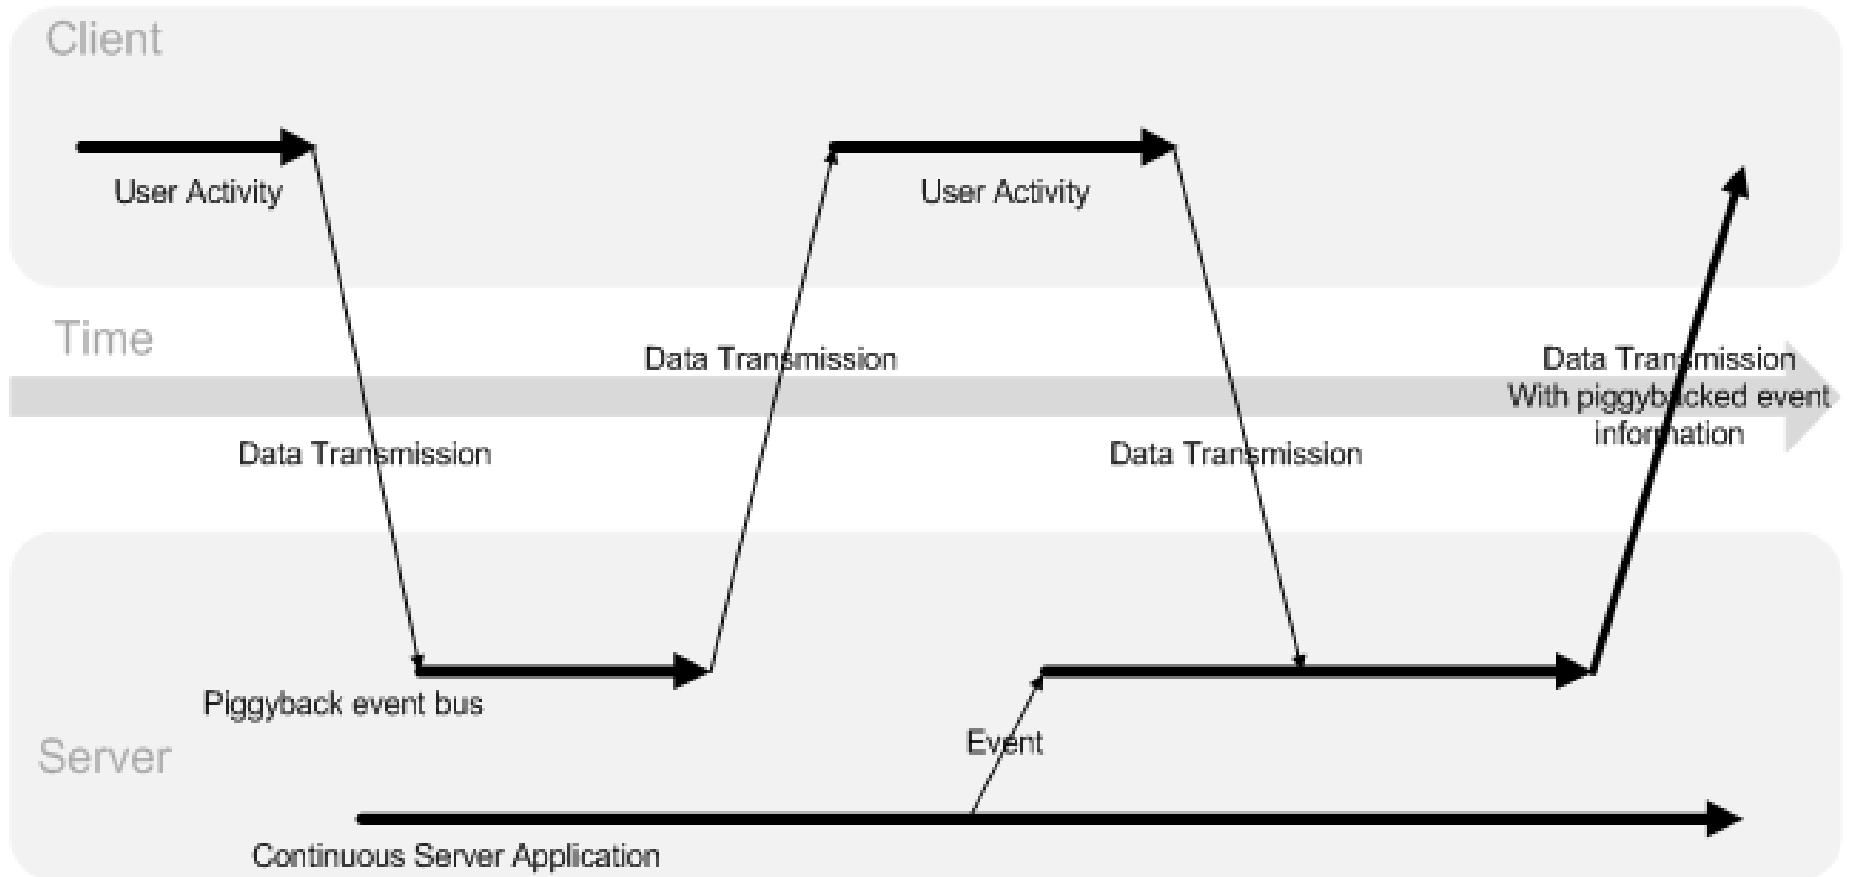 Client
User Activity
User Activity
Time
Data Transmission
Data Transmission
With piggybacked event
information
Data Transmission
Data Transmission
Piggyback event bus
Event
Server
Continuous Server Application